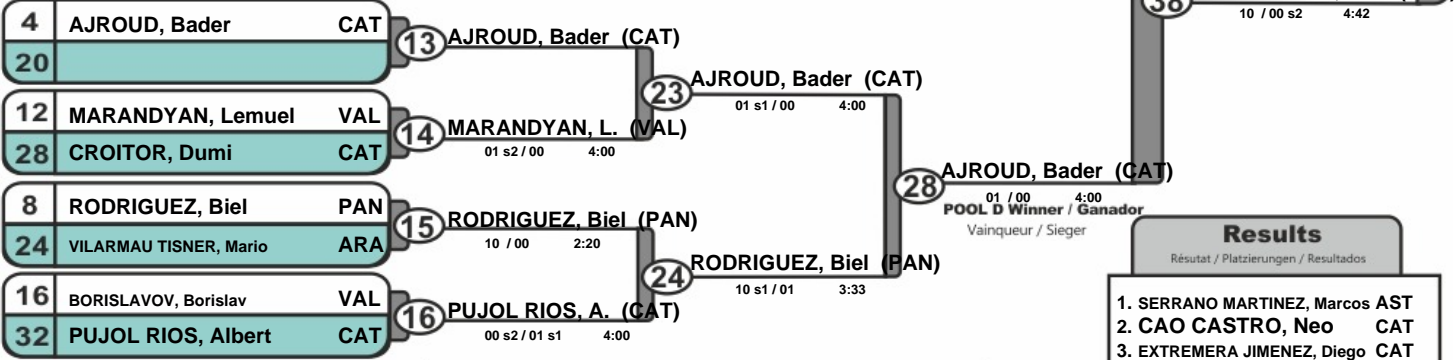 38
10 / 00 s2 4:42
4 AJROUD, Bader CAT
20
13 AJROUD, Bader (CAT)
12 MARANDYAN, Lemuel VAL
28 CROITOR, Dumi CAT
14 MARANDYAN, L. (VAL)
01 s2 / 00 4:00
23 AJROUD, Bader (CAT)
01 s1 / 00 4:00
8 RODRIGUEZ, Biel PAN
24 VILARMAU TISNER, Mario ARA
15 RODRIGUEZ, Biel (PAN)
10 / 00 2:20
16 BORISLAVOV, Borislav VAL
32 PUJOL RIOS, Albert CAT
16 PUJOL RIOS, A. (CAT)
00 s2 / 01 s1 4:00
24 RODRIGUEZ, Biel (PAN)
10 s1 / 01 3:33
28 AJROUD, Bader (CAT)
01 / 00 4:00
POOL D Winner / Ganador
Vainqueur / Sieger
Results
Résutat / Platzierungen / Resultados
1. SERRANO MARTINEZ, Marcos AST
2. CAO CASTRO, Neo CAT
3. EXTREMERA JIMENEZ, Diego CAT